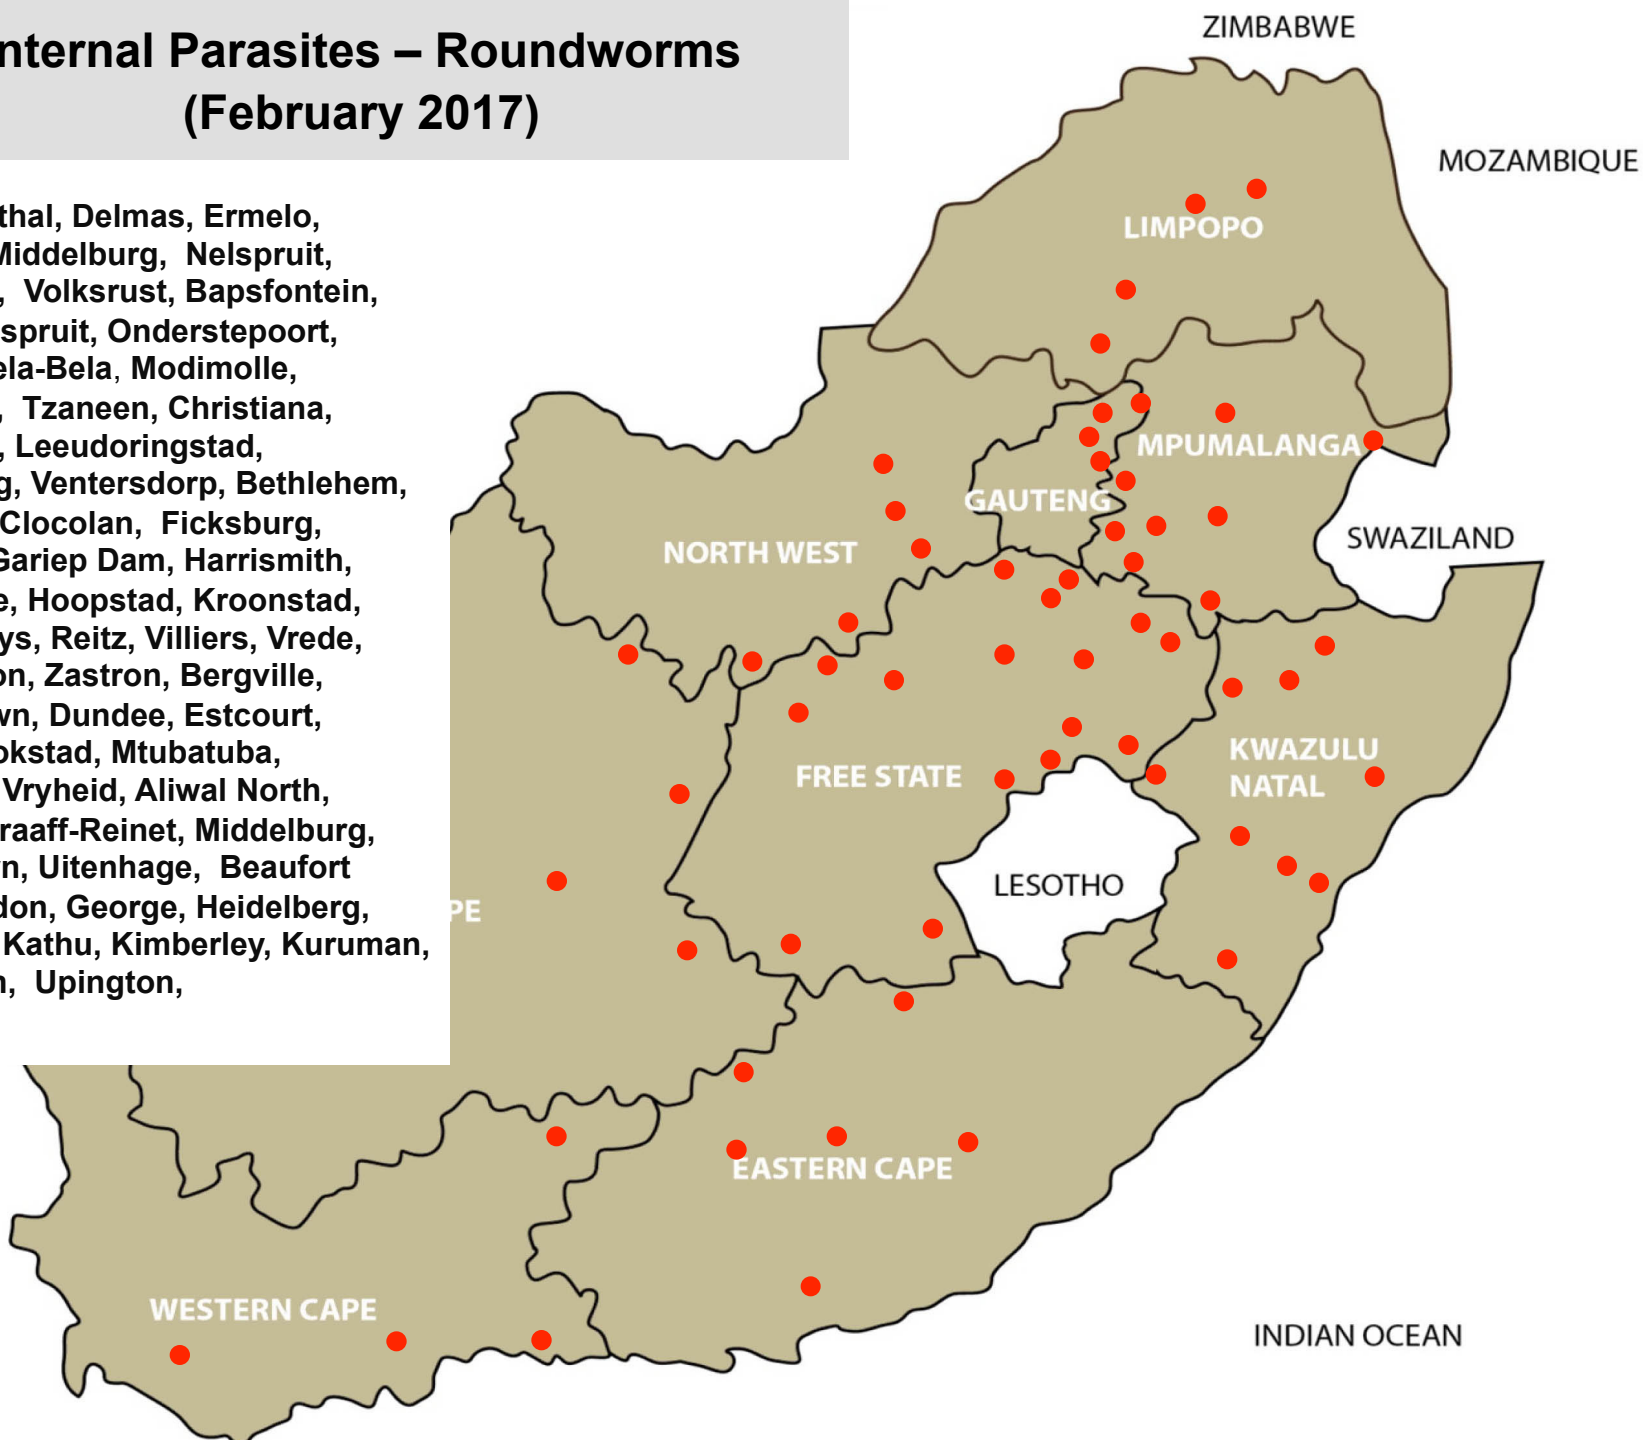 nternal Parasites – Roundworms
(February 2017)
thal, Delmas, Ermelo,
Middelburg, Nelspruit,
, Volksrust, Bapsfontein,
spruit, Onderstepoort,
ela-Bela, Modimolle,
, Tzaneen, Christiana,
, Leeudoringstad,
g, Ventersdorp, Bethlehem,
Clocolan, Ficksburg,
Gariep Dam, Harrismith,
e, Hoopstad, Kroonstad,
ys, Reitz, Villiers, Vrede,
on, Zastron, Bergville,
wn, Dundee, Estcourt,
okstad, Mtubatuba,
Vryheid, Aliwal North,
raaff-Reinet, Middelburg,
rn, Uitenhage, Beaufort
don, George, Heidelberg,
Kathu, Kimberley, Kuruman,
n, Upington,
ZIMBABWE
MOZAMBIQUE
LIMPOPO
MPUMALANGA
GAUTENG
NORTH WEST
SWAZILAND
KWAZULU
NATAL
FREE STATE
LESOTHO
PE
EASTERN CAPE
WESTERN CAPE
INDIAN OCEAN